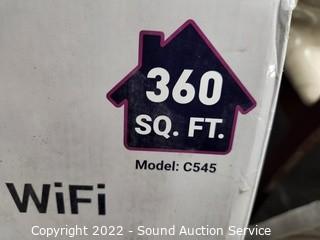 360
SQ. FT.
Model: C545
WiFi
Copyright 2022 - Sound Auction Service